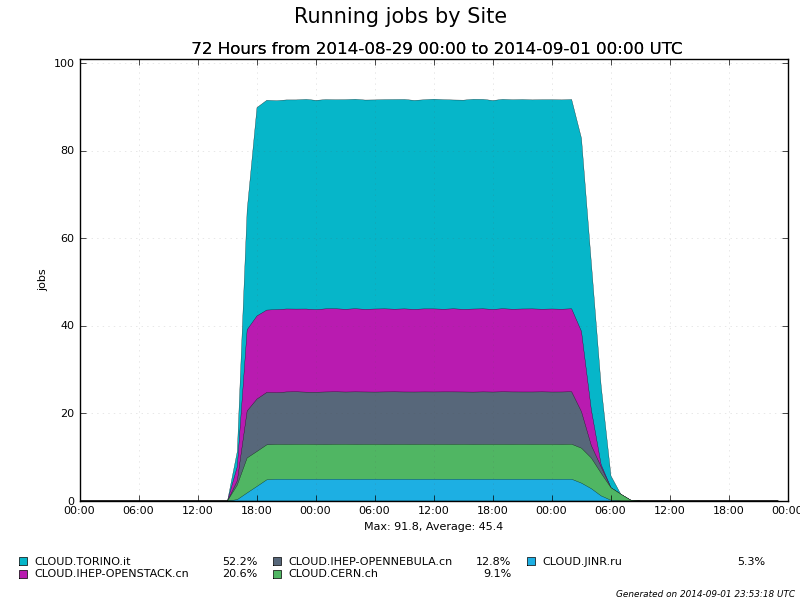 Running jobs by Site
72 Hours from 2014-08-29 00:00 to 2014-09-01 00:00 UTC
100
80
60
40
20
0
jobs
00:00 06:00 12:00 18:00 00:00 06:00 12:00 18:00 00:00 06:00 12:00 18:00 00:00
Max: 91.8, Average: 45.4
CLOUD.TORINO.it 52.2% CLOUD.IHEP-OPENNEBULA.cn 12.8% CLOUD.JINR.ru 5.3%
CLOUD.IHEP-OPENSTACK.cn 20.6% CLOUD.CERN.ch 9.1%
Generated on 2014-09-01 23:53:18 UTC